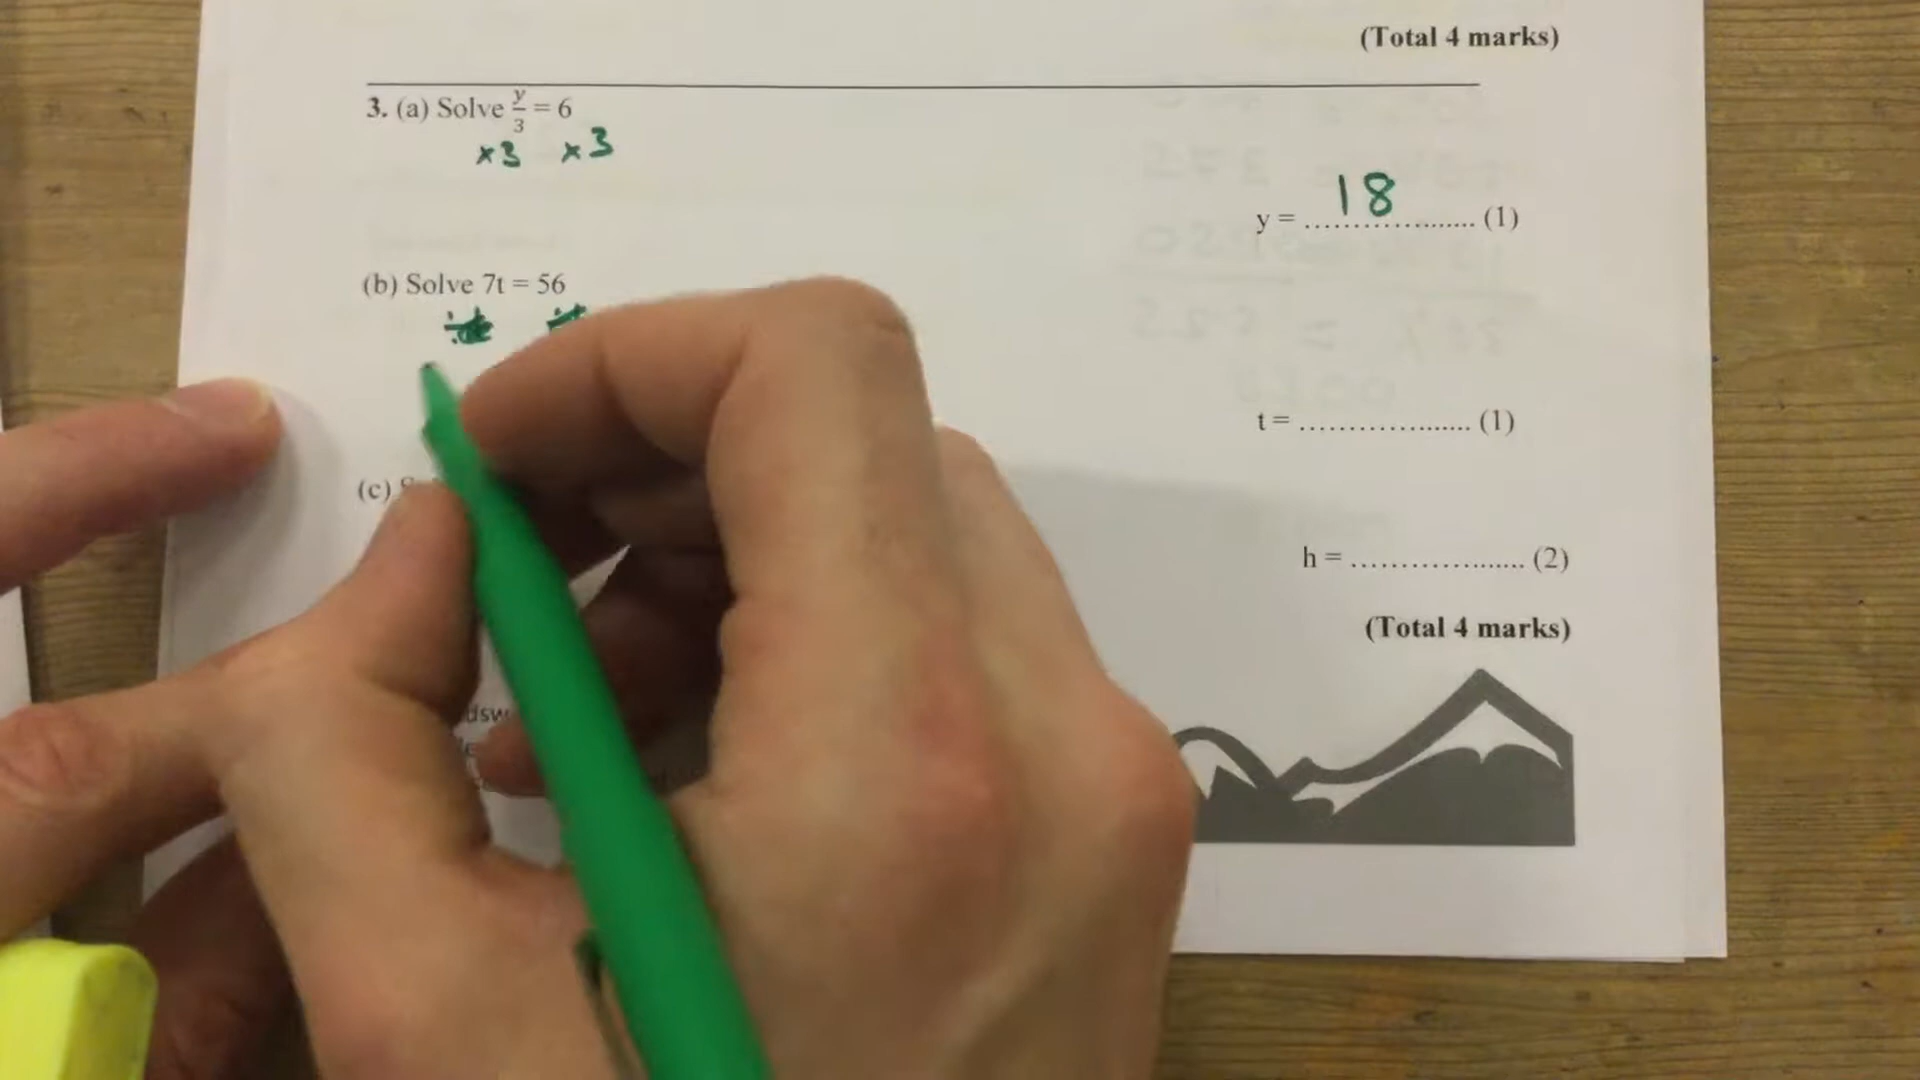 (Total 4 marks)
3. (a) Solve y/3 = 6
×3 ×3
18
y = ................... (1)
(b) Solve 7t = 56
t = ................... (1)
(c)
h = ................... (2)
(Total 4 marks)